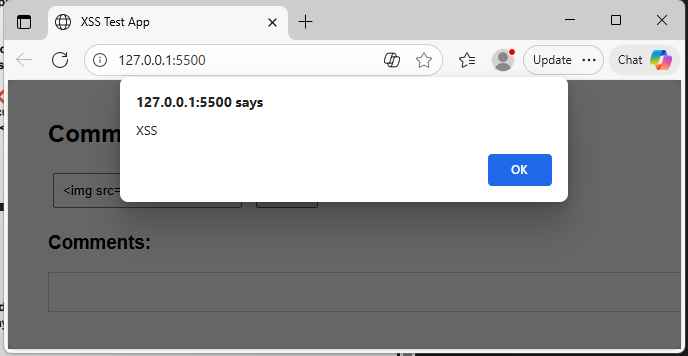 XSS Test App
127.0.0.1:5500
Update
Chat
127.0.0.1:5500 says
XSS
OK
Comm
<img src=
Comments: